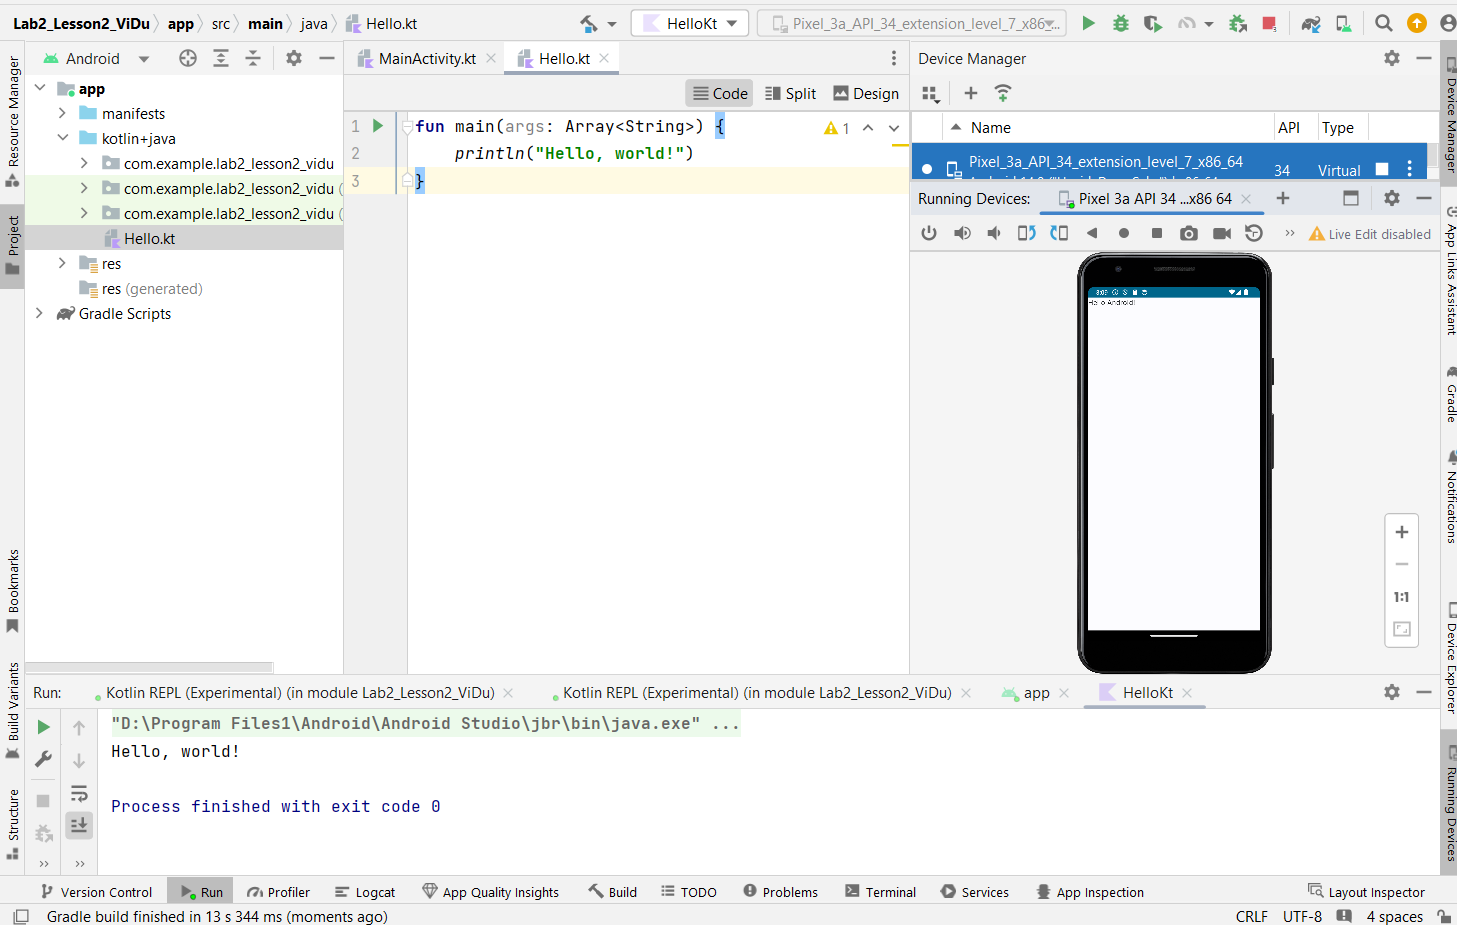 Lab2_Lesson2_ViDu app src main java Hello.kt HelloKt Pixel_3a_API_34_extension_level_7_x86...
Android
MainActivity.kt Hello.kt
Device Manager
Code Split Design
app
manifests
kotlin+java
com.example.lab2_lesson2_vidu
com.example.lab2_lesson2_vidu (
com.example.lab2_lesson2_vidu (
Hello.kt
res
res (generated)
Gradle Scripts
1 fun main(args: Array<String>) {
2 println("Hello, world!")
3 }
1
Name API Type
Pixel_3a_API_34_extension_level_7_x86_64 34 Virtual
Running Devices: Pixel 3a API 34 ...x86 64
Live Edit disabled
Hello Android!
1:1
Resource Manager
Project
Bookmarks
Build Variants
Structure
Device Manager
App Links Assistant
Gradle
Notifications
Device Explorer
Running Devices
Run: Kotlin REPL (Experimental) (in module Lab2_Lesson2_ViDu) Kotlin REPL (Experimental) (in module Lab2_Lesson2_ViDu) app HelloKt
"D:\Program Files1\Android\Android Studio\jbr\bin\java.exe" ...
Hello, world!
Process finished with exit code 0
Version Control Run Profiler Logcat App Quality Insights Build TODO Problems Terminal Services App Inspection Layout Inspector
Gradle build finished in 13 s 344 ms (moments ago) CRLF UTF-8 4 spaces